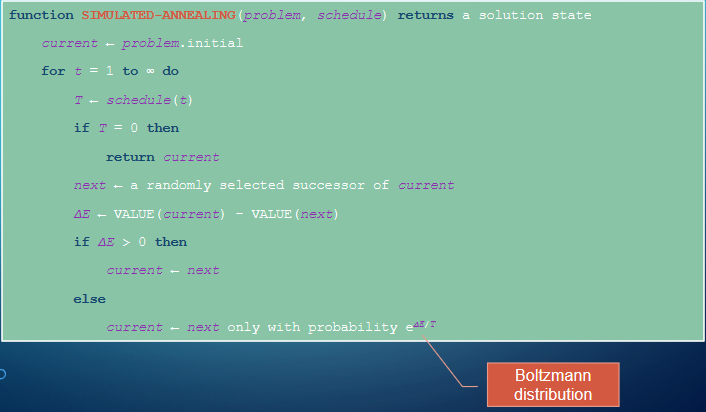 function SIMULATED-ANNEALING(problem, schedule) returns a solution state
current ← problem.initial
for t = 1 to ∞ do
T ← schedule(t)
if T = 0 then
return current
next ← a randomly selected successor of current
ΔE ← VALUE(current) – VALUE(next)
if ΔE > 0 then
current ← next
else
current ← next only with probability e^ΔE/T
Boltzmann
distribution